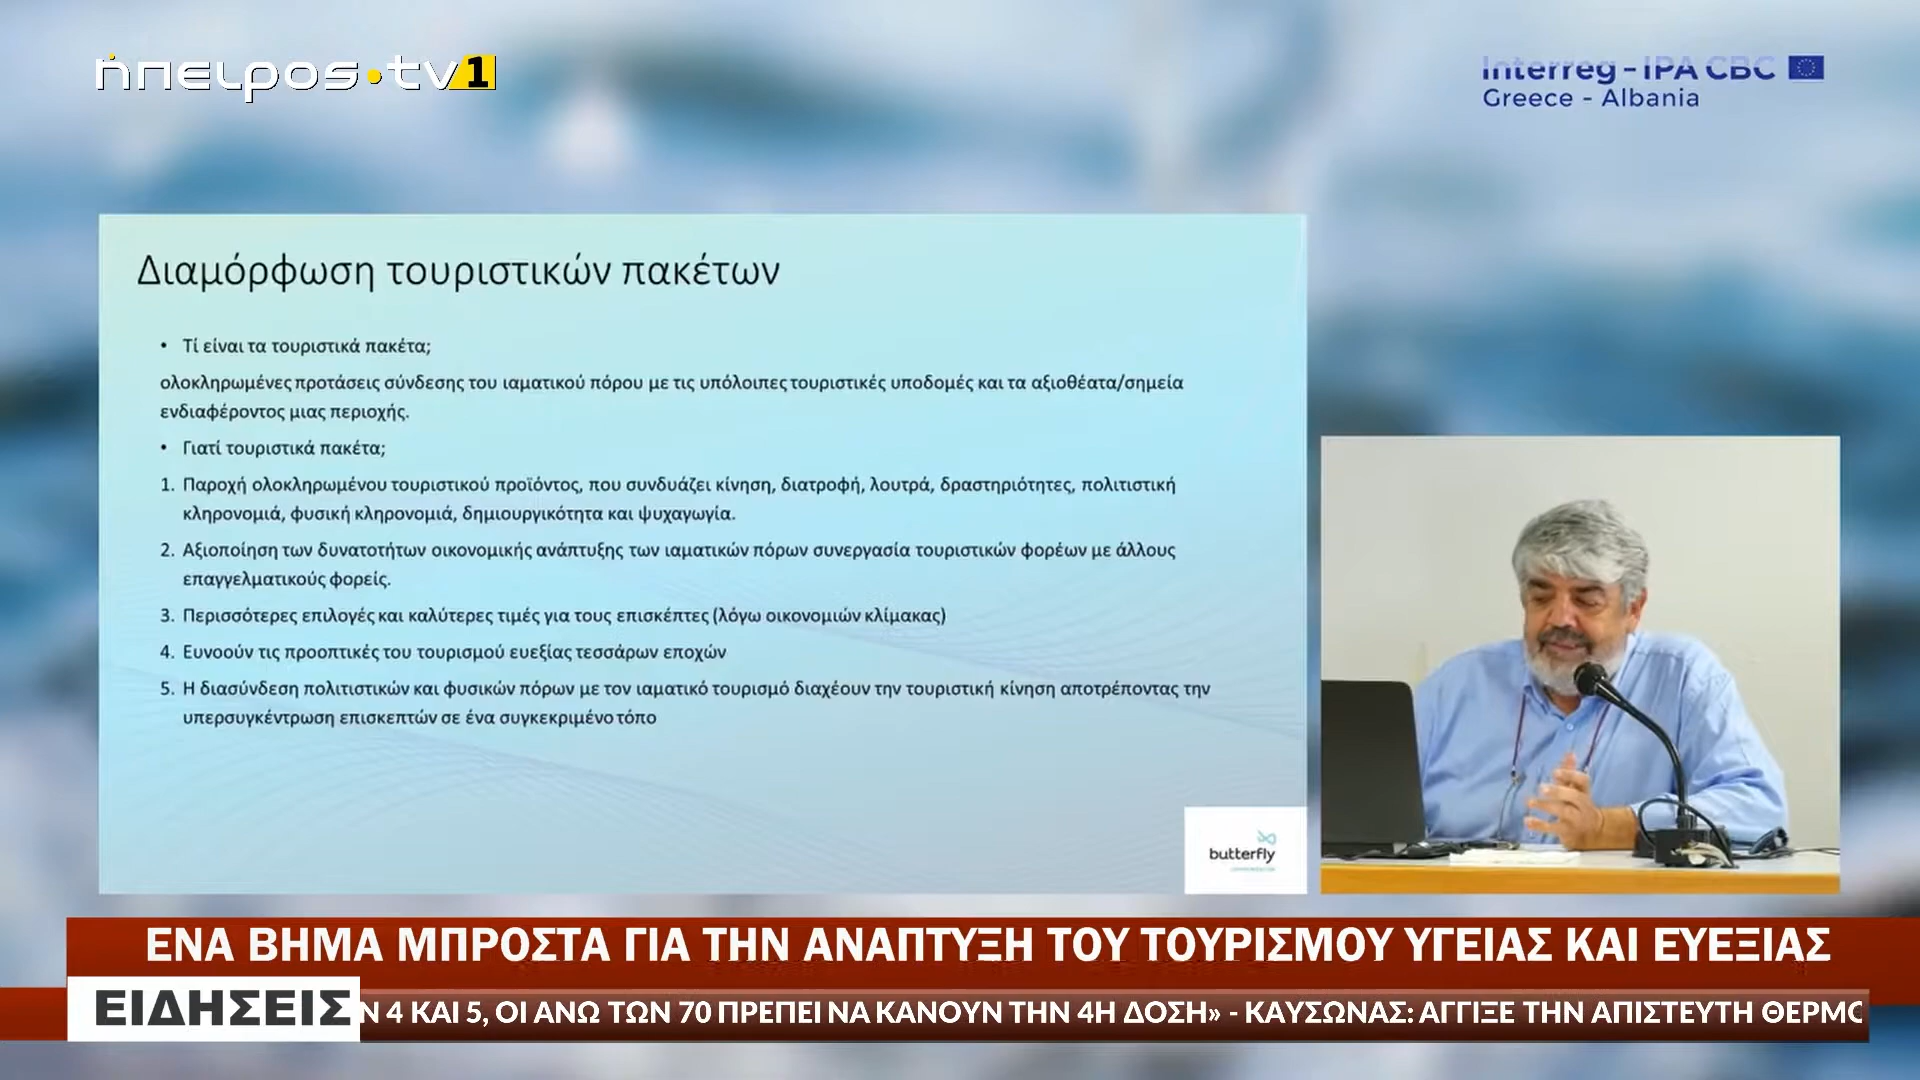 ήπειρος•tv1
Interreg - IPA CBC
Greece - Albania
Διαμόρφωση τουριστικών πακέτων
• Τί είναι τα τουριστικά πακέτα;
ολοκληρωμένες προτάσεις σύνδεσης του ιαματικού πόρου με τις υπόλοιπες τουριστικές υποδομές και τα αξιοθέατα/σημεία
ενδιαφέροντος μιας περιοχής.
• Γιατί τουριστικά πακέτα;
1. Παροχή ολοκληρωμένου τουριστικού προϊόντος, που συνδυάζει κίνηση, διατροφή, λουτρά, δραστηριότητες, πολιτιστική
κληρονομιά, φυσική κληρονομιά, δημιουργικότητα και ψυχαγωγία.
2. Αξιοποίηση των δυνατοτήτων οικονομικής ανάπτυξης των ιαματικών πόρων συνεργασία τουριστικών φορέων με άλλους
επαγγελματικούς φορείς.
3. Περισσότερες επιλογές και καλύτερες τιμές για τους επισκέπτες (λόγω οικονομιών κλίμακας)
4. Ευνοούν τις προοπτικές του τουρισμού ευεξίας τεσσάρων εποχών
5. Η διασύνδεση πολιτιστικών και φυσικών πόρων με τον ιαματικό τουρισμό διαχέουν την τουριστική κίνηση αποτρέποντας την
υπερσυγκέντρωση επισκεπτών σε ένα συγκεκριμένο τόπο
butterfly
ΕΝΑ ΒΗΜΑ ΜΠΡΟΣΤΑ ΓΙΑ ΤΗΝ ΑΝΑΠΤΥΞΗ ΤΟΥ ΤΟΥΡΙΣΜΟΥ ΥΓΕΙΑΣ ΚΑΙ ΕΥΕΞΙΑΣ
ΕΙΔΗΣΕΙΣ
Ν 4 ΚΑΙ 5, ΟΙ ΑΝΩ ΤΩΝ 70 ΠΡΕΠΕΙ ΝΑ ΚΑΝΟΥΝ ΤΗΝ 4Η ΔΟΣΗ» - ΚΑΥΣΩΝΑΣ: ΑΓΓΙΞΕ ΤΗΝ ΑΠΙΣΤΕΥΤΗ ΘΕΡΜΟ